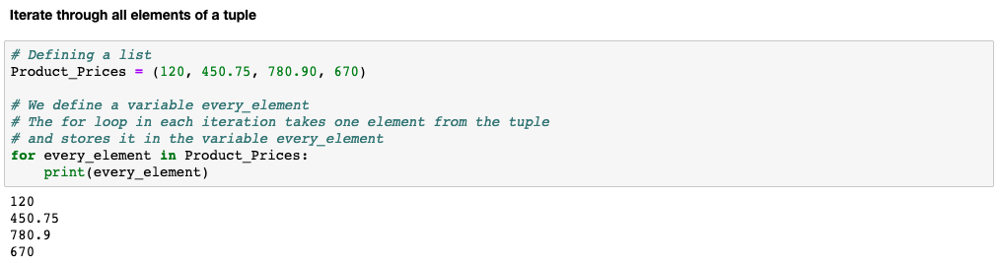 Iterate through all elements of a tuple
# Defining a list
Product_Prices = (120, 450.75, 780.90, 670)
# We define a variable every_element
# The for loop in each iteration takes one element from the tuple
# and stores it in the variable every_element
for every_element in Product_Prices:
    print(every_element)
120
450.75
780.9
670